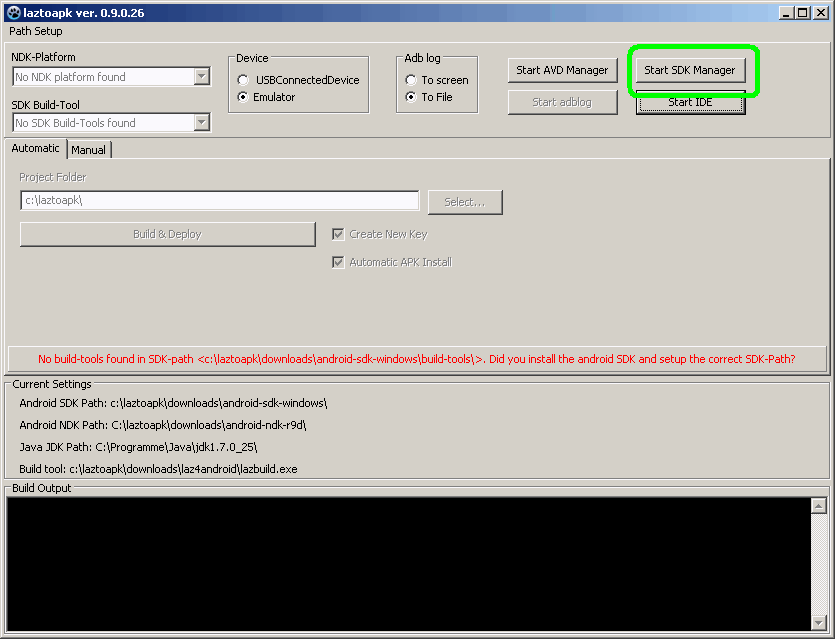 laztoapk ver. 0.9.0.26
Path Setup
NDK-Platform
No NDK platform found
SDK Build-Tool
No SDK Build-Tools found
Device
USBConnectedDevice
Emulator
Adb log
To screen
To File
Start AVD Manager
Start SDK Manager
Start adblog
Start IDE
Automatic
Manual
Project Folder
c:\laztoapk\
Select...
Build & Deploy
Create New Key
Automatic APK Install
No build-tools found in SDK-path <c:\laztoapk\downloads\android-sdk-windows\build-tools\>. Did you install the android SDK and setup the correct SDK-Path?
Current Settings
Android SDK Path: c:\laztoapk\downloads\android-sdk-windows\
Android NDK Path: C:\laztoapk\downloads\android-ndk-r9d\
Java JDK Path: C:\Programme\Java\jdk1.7.0_25\
Build tool: c:\laztoapk\downloads\laz4android\lazbuild.exe
Build Output